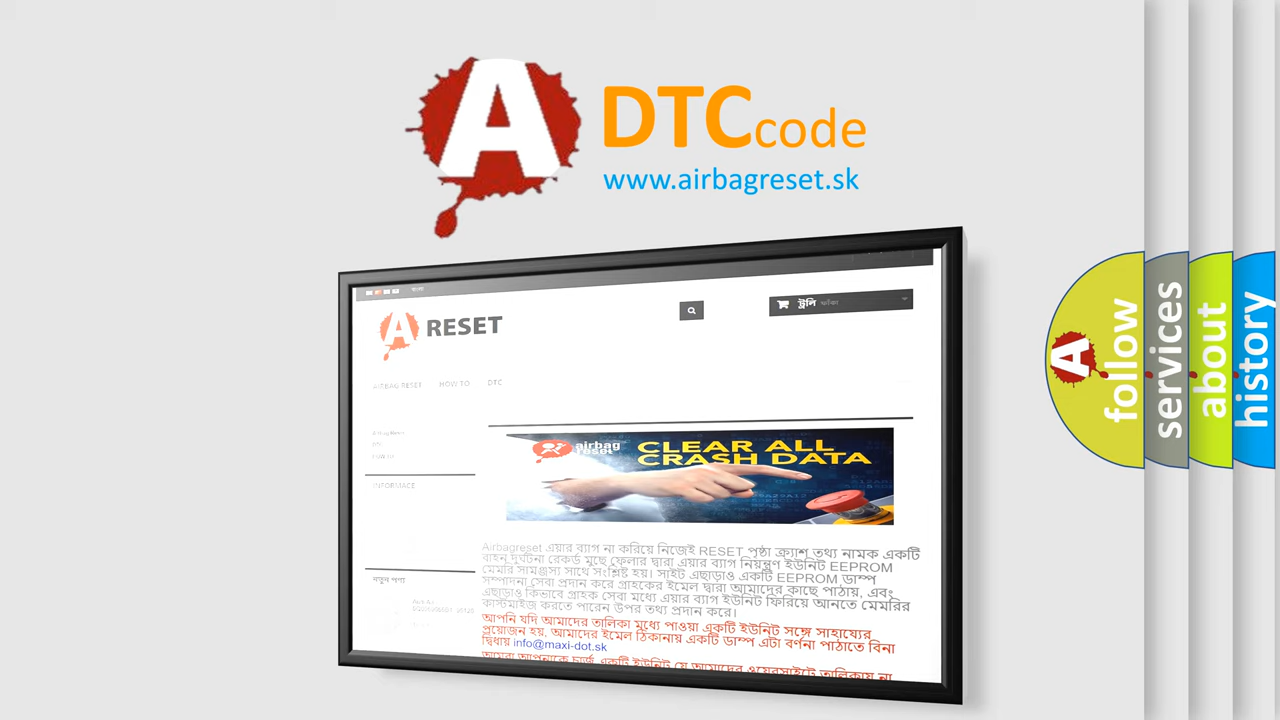 A
DTC code
www.airbagreset.sk
বাংলা
A RESET
ট্রলি
AIRBAG RESET HOW TO DTC
INFORMACE
airbag
reset
CLEAR ALL
CRASH DATA
Airbagreset এয়ার ব্যাগ না করিয়ে নিজেই RESET পৃষ্ঠা ক্র্যাশ তথ্য নামক একটি
বাহন দুর্ঘটনা রেকর্ড মুছে ফেলার দ্বারা এয়ার ব্যাগ নিয়ন্ত্রণ ইউনিট EEPROM
মেমরি সামঞ্জস্য সাথে সংশ্লিষ্ট হয়। সাইট এছাড়াও একটি EEPROM ডাম্প
সম্পাদনা সেবা প্রদান করে গ্রাহকের ইমেল দ্বারা আমাদের কাছে পাঠায়, এবং
এছাড়াও কিভাবে গ্রাহক সেবা মধ্যে এয়ার ব্যাগ ইউনিট ফিরিয়ে আনতে মেমরির
কাস্টমাইজ করতে পারেন উপর তথ্য প্রদান করে।
আপনি যদি আমাদের তালিকা মধ্যে পাওয়া একটি ইউনিট সঙ্গে সাহায্যের
প্রয়োজন হয়, আমাদের ইমেল ঠিকানায় একটি ডাম্প এটা বর্ণনা পাঠাতে বিনা
দ্বিধায় info@maxi-dot.sk
নতুন পণ্য
follow
services
about
history